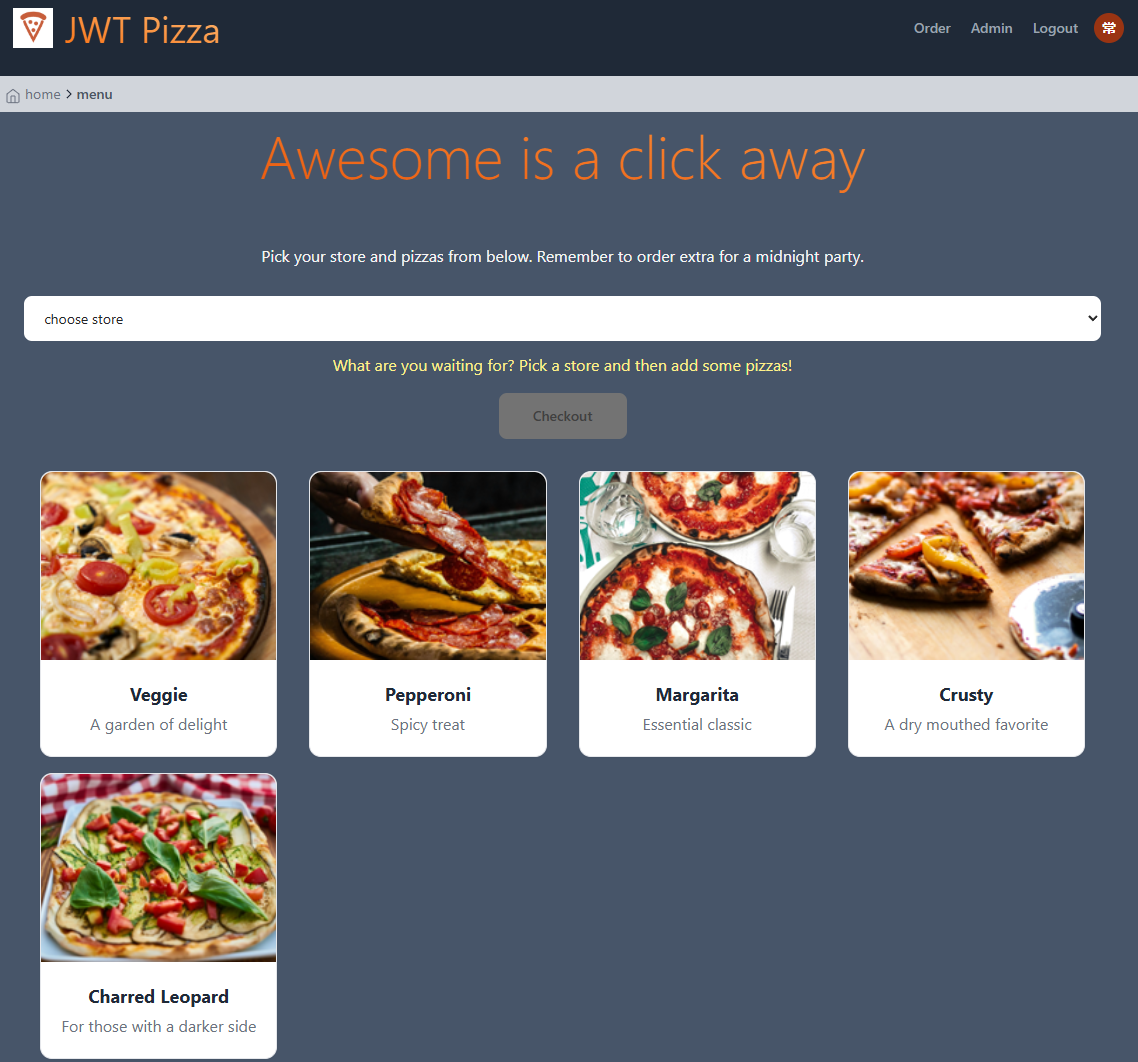 JWT Pizza
Order Admin Logout 常
home > menu
Awesome is a click away
Pick your store and pizzas from below. Remember to order extra for a midnight party.
choose store
What are you waiting for? Pick a store and then add some pizzas!
Checkout
Veggie
A garden of delight
Pepperoni
Spicy treat
Margarita
Essential classic
Crusty
A dry mouthed favorite
Charred Leopard
For those with a darker side